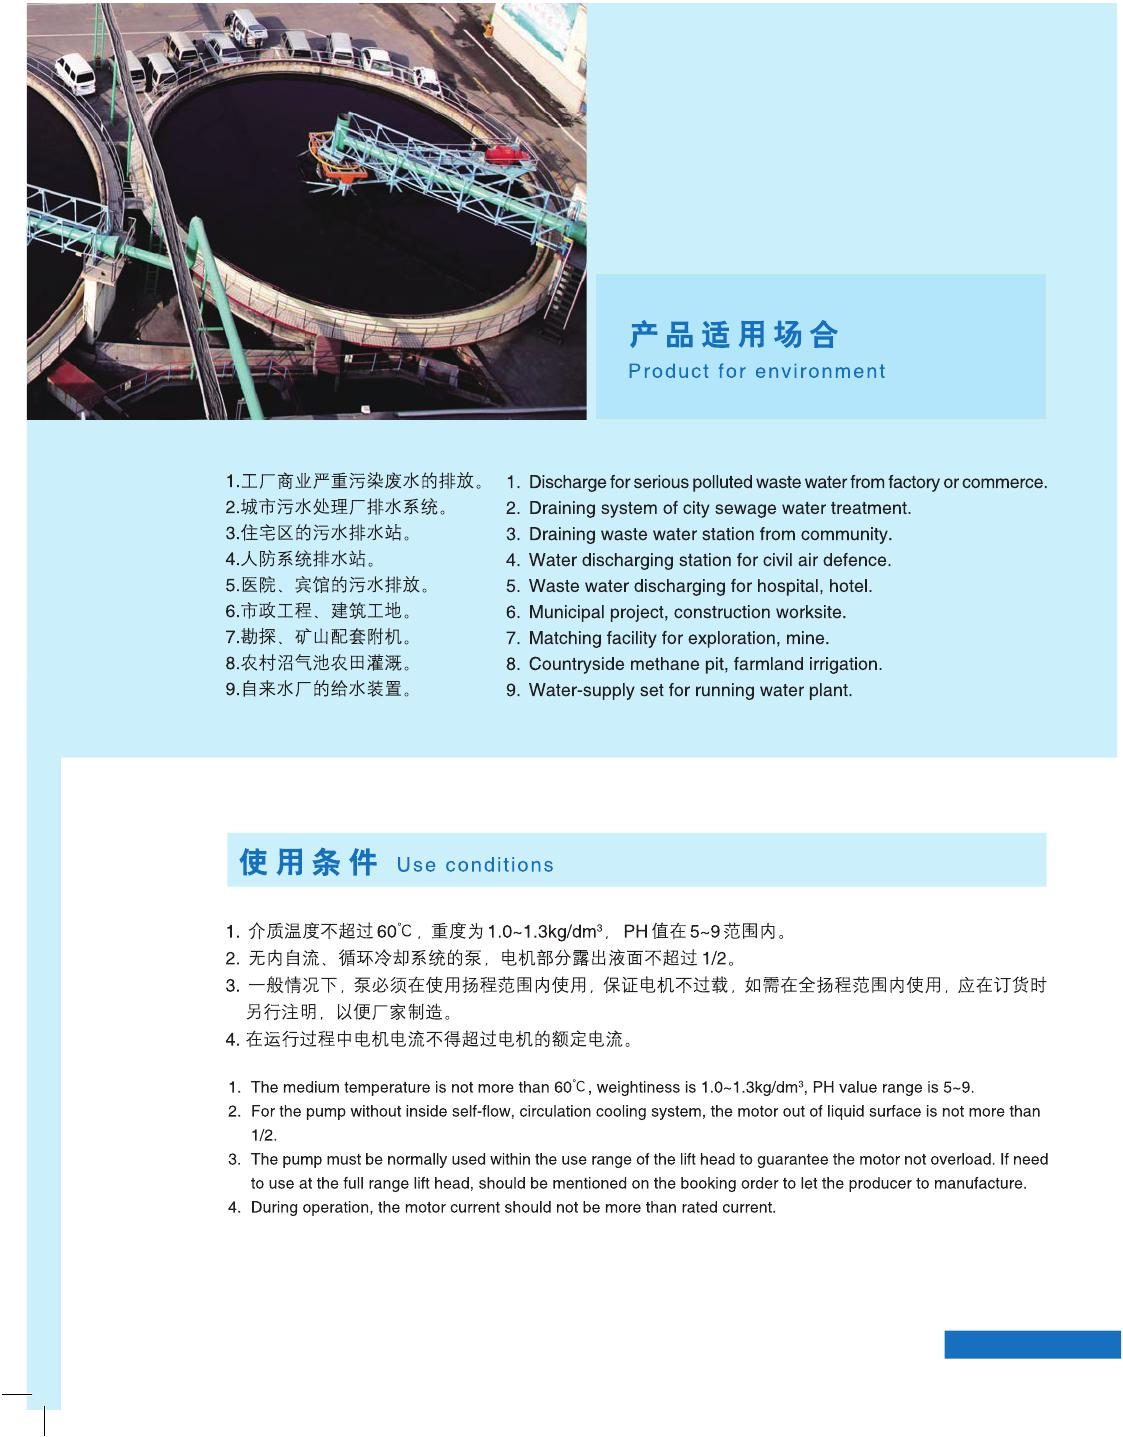 产品适用场合
Product for environment
1.工厂商业严重污染废水的排放。
2.城市污水处理厂排水系统。
3.住宅区的污水排水站。
4.人防系统排水站。
5.医院、宾馆的污水排放。
6.市政工程、建筑工地。
7.勘探、矿山配套附机。
8.农村沼气池农田灌溉。
9.自来水厂的给水装置。
1. Discharge for serious polluted waste water from factory or commerce.
2. Draining system of city sewage water treatment.
3. Draining waste water station from community.
4. Water discharging station for civil air defence.
5. Waste water discharging for hospital, hotel.
6. Municipal project, construction worksite.
7. Matching facility for exploration, mine.
8. Countryside methane pit, farmland irrigation.
9. Water-supply set for running water plant.
使用条件 Use conditions
1. 介质温度不超过60℃，重度为1.0~1.3kg/dm³， PH值在5~9范围内。
2. 无内自流、循环冷却系统的泵，电机部分露出液面不超过1/2。
3. 一般情况下，泵必须在使用扬程范围内使用，保证电机不过载，如需在全扬程范围内使用，应在订货时
另行注明，以便厂家制造。
4. 在运行过程中电机电流不得超过电机的额定电流。
1. The medium temperature is not more than 60℃, weightiness is 1.0~1.3kg/dm³, PH value range is 5~9.
2. For the pump without inside self-flow, circulation cooling system, the motor out of liquid surface is not more than
1/2.
3. The pump must be normally used within the use range of the lift head to guarantee the motor not overload. If need
to use at the full range lift head, should be mentioned on the booking order to let the producer to manufacture.
4. During operation, the motor current should not be more than rated current.